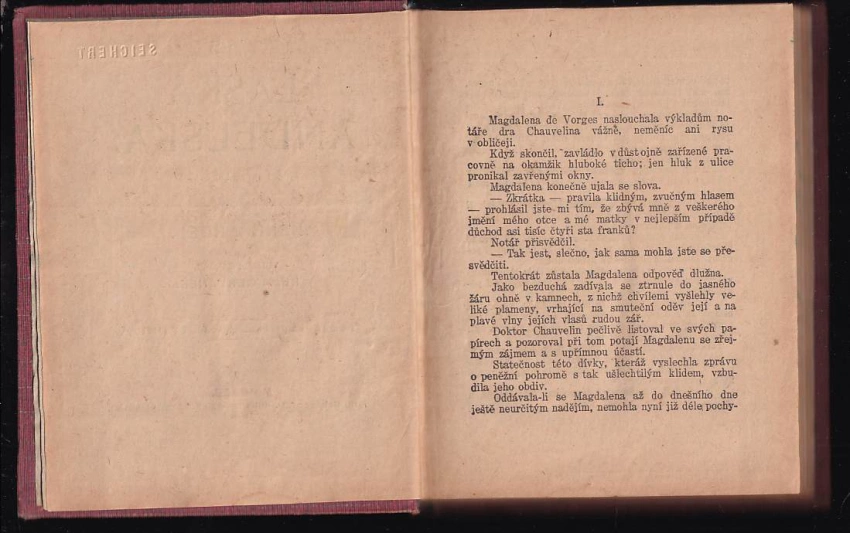 SEICHERT
I.
Magdalena de Vorges naslouchala výkladům no-
táře dra Chauvelina vážně, neměníc ani rysu
v obličeji.
Když skončil, zavládlo v důstojně zařízené pra-
covně na okamžik hluboké ticho; jen hluk z ulice
pronikal zavřenými okny.
Magdalena konečně ujala se slova.
— Zkrátka — pravila klidným, zvučným hlasem
— prohlásil jste mi tím, že zbývá mně z veškerého
jmění mého otce a mé matky v nejlepším případě
důchod asi tisíc čtyři sta franků?
Notář přisvědčil.
— Tak jest, slečno, jak sama mohla jste se pře-
svědčiti.
Tentokrát zůstala Magdalena odpověď dlužna.
Jako bezduchá zadívala se ztrnule do jasného
žáru ohně v kamnech, z nichž chvílemi vyšlehly ve-
liké plameny, vrhající na smuteční oděv její a na
plavé vlny jejích vlasů rudou zář.
Doktor Chauvelin pečlivě listoval ve svých pa-
pírech a pozoroval při tom potají Magdalenu se zřej-
mým zájmem a s upřímnou účastí.
Statečnost této dívky, kteráž vyslechla zprávu
o peněžní pohromě s tak ušlechtilým klidem, vzbu-
dila jeho obdiv.
Oddávala-li se Magdalena až do dnešního dne
ještě neurčitým nadějím, nemohla nyní již déle pochy-